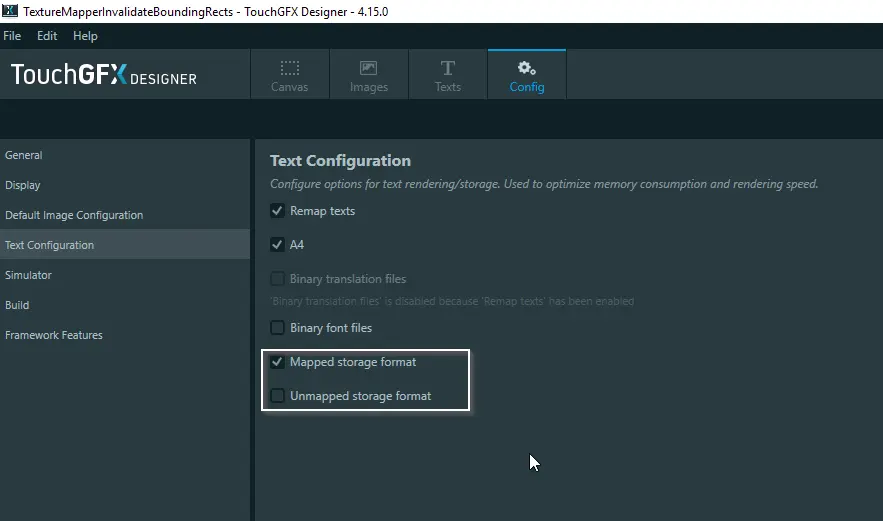 TextureMapperInvalidateBoundingRects - TouchGFX Designer - 4.15.0
File Edit Help
TouchGFX DESIGNER
Canvas Images Texts Config
General
Display
Default Image Configuration
Text Configuration
Simulator
Build
Framework Features
Text Configuration
Configure options for text rendering/storage. Used to optimize memory consumption and rendering speed.
Remap texts
A4
Binary translation files
'Binary translation files' is disabled because 'Remap texts' has been enabled
Binary font files
Mapped storage format
Unmapped storage format